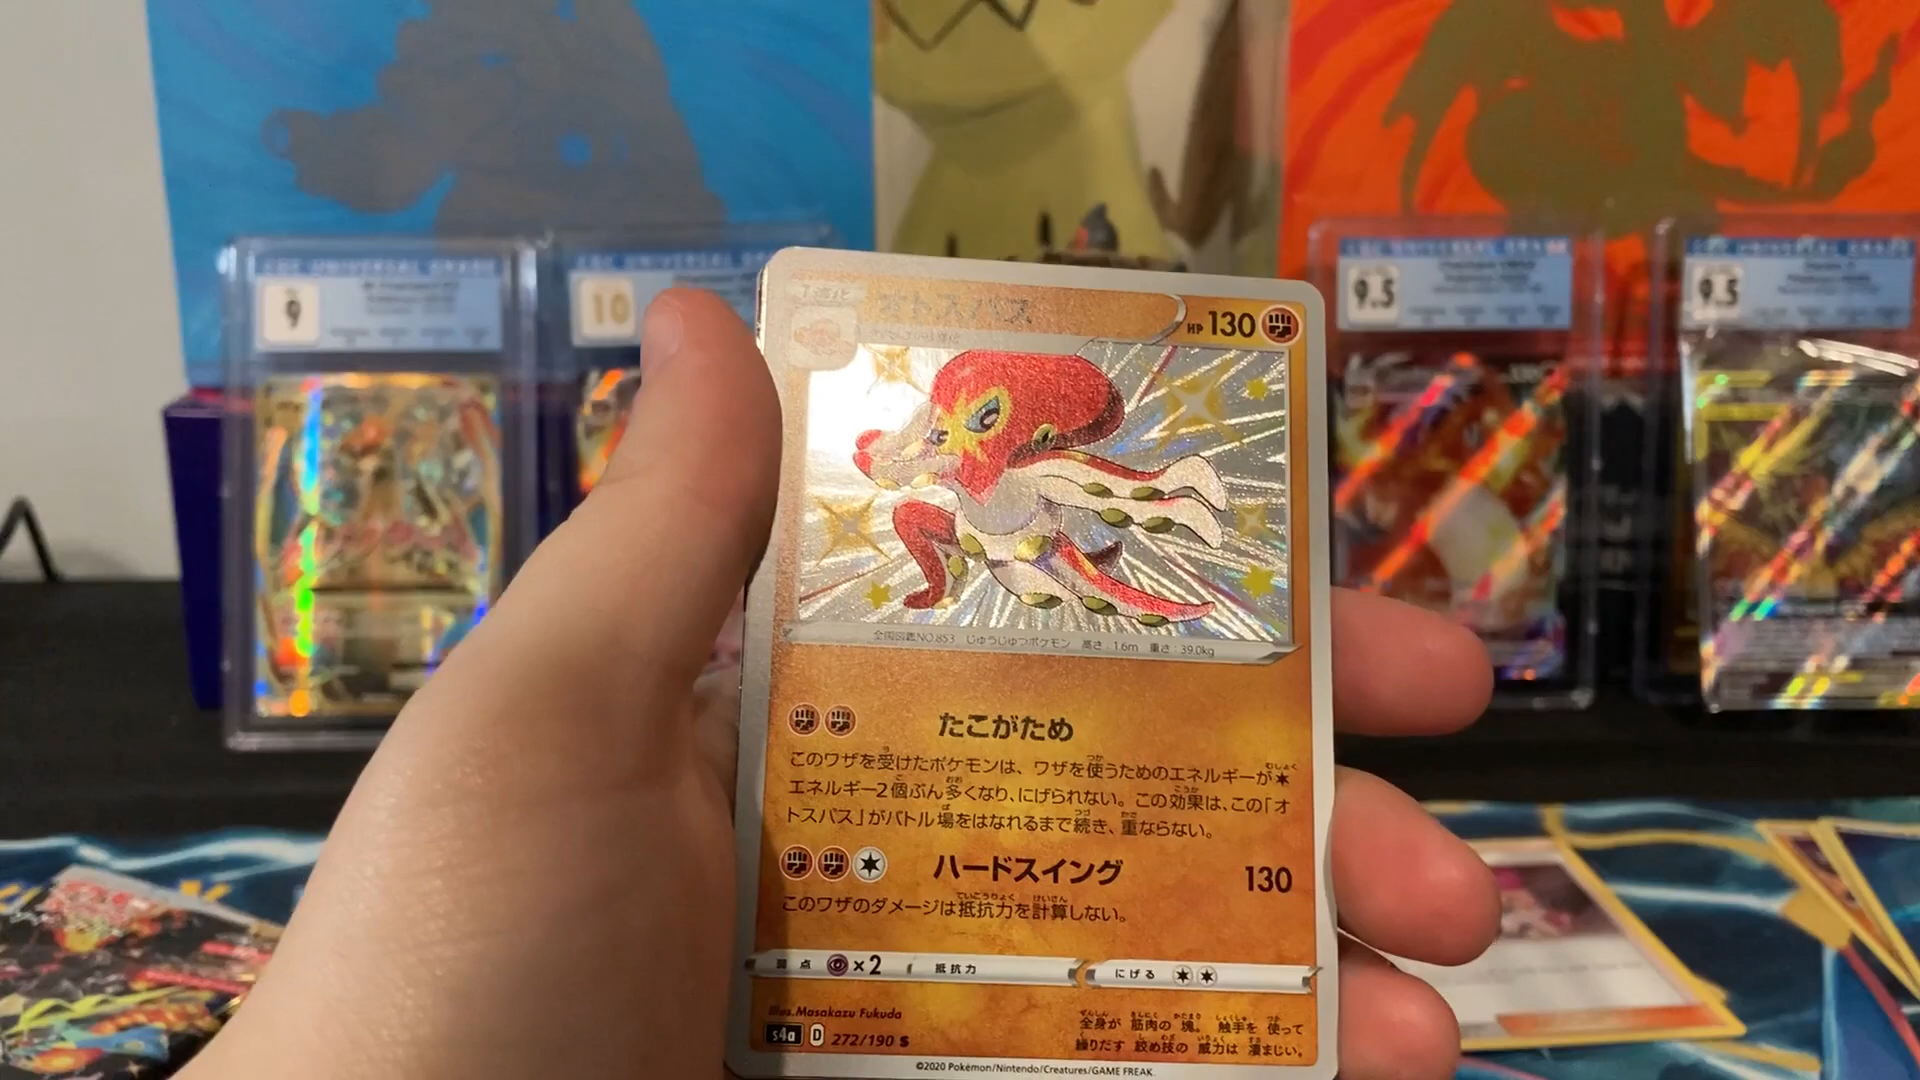 9
10
9.5
9.5
1進化
オトスパス
HP 130
全国図鑑NO.853 じゅうじゅつポケモン 高さ:1.6m 重さ:39.0kg
たこがため
このワザを受けたポケモンは、ワザを使うためのエネルギーが
エネルギー2個ぶん多くなり、にげられない。この効果は、この「オ
トスパス」がバトル場をはなれるまで続き、重ならない。
ハードスイング 130
このワザのダメージは抵抗力を計算しない。
弱点 ×2 抵抗力 にげる
Illus.Masakazu Fukuda
s4a D 272/190 S
全身が 筋肉の 塊。 触手を 使って
繰りだす 絞め技の 威力は 凄まじい。
©2020 Pokémon/Nintendo/Creatures/GAME FREAK.